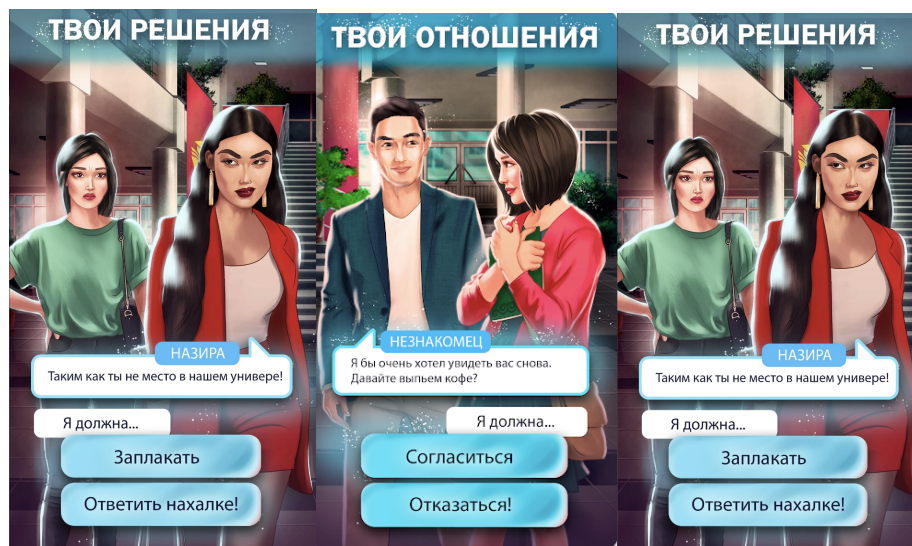 ТВОИ РЕШЕНИЯ
НАЗИРА
Таким как ты не место в нашем универе!
Я должна...
Заплакать
Ответить нахалке!
ТВОИ ОТНОШЕНИЯ
НЕЗНАКОМЕЦ
Я бы очень хотел увидеть вас снова.
Давайте выпьем кофе?
Я должна...
Согласиться
Отказаться!
ТВОИ РЕШЕНИЯ
НАЗИРА
Таким как ты не место в нашем универе!
Я должна...
Заплакать
Ответить нахалке!